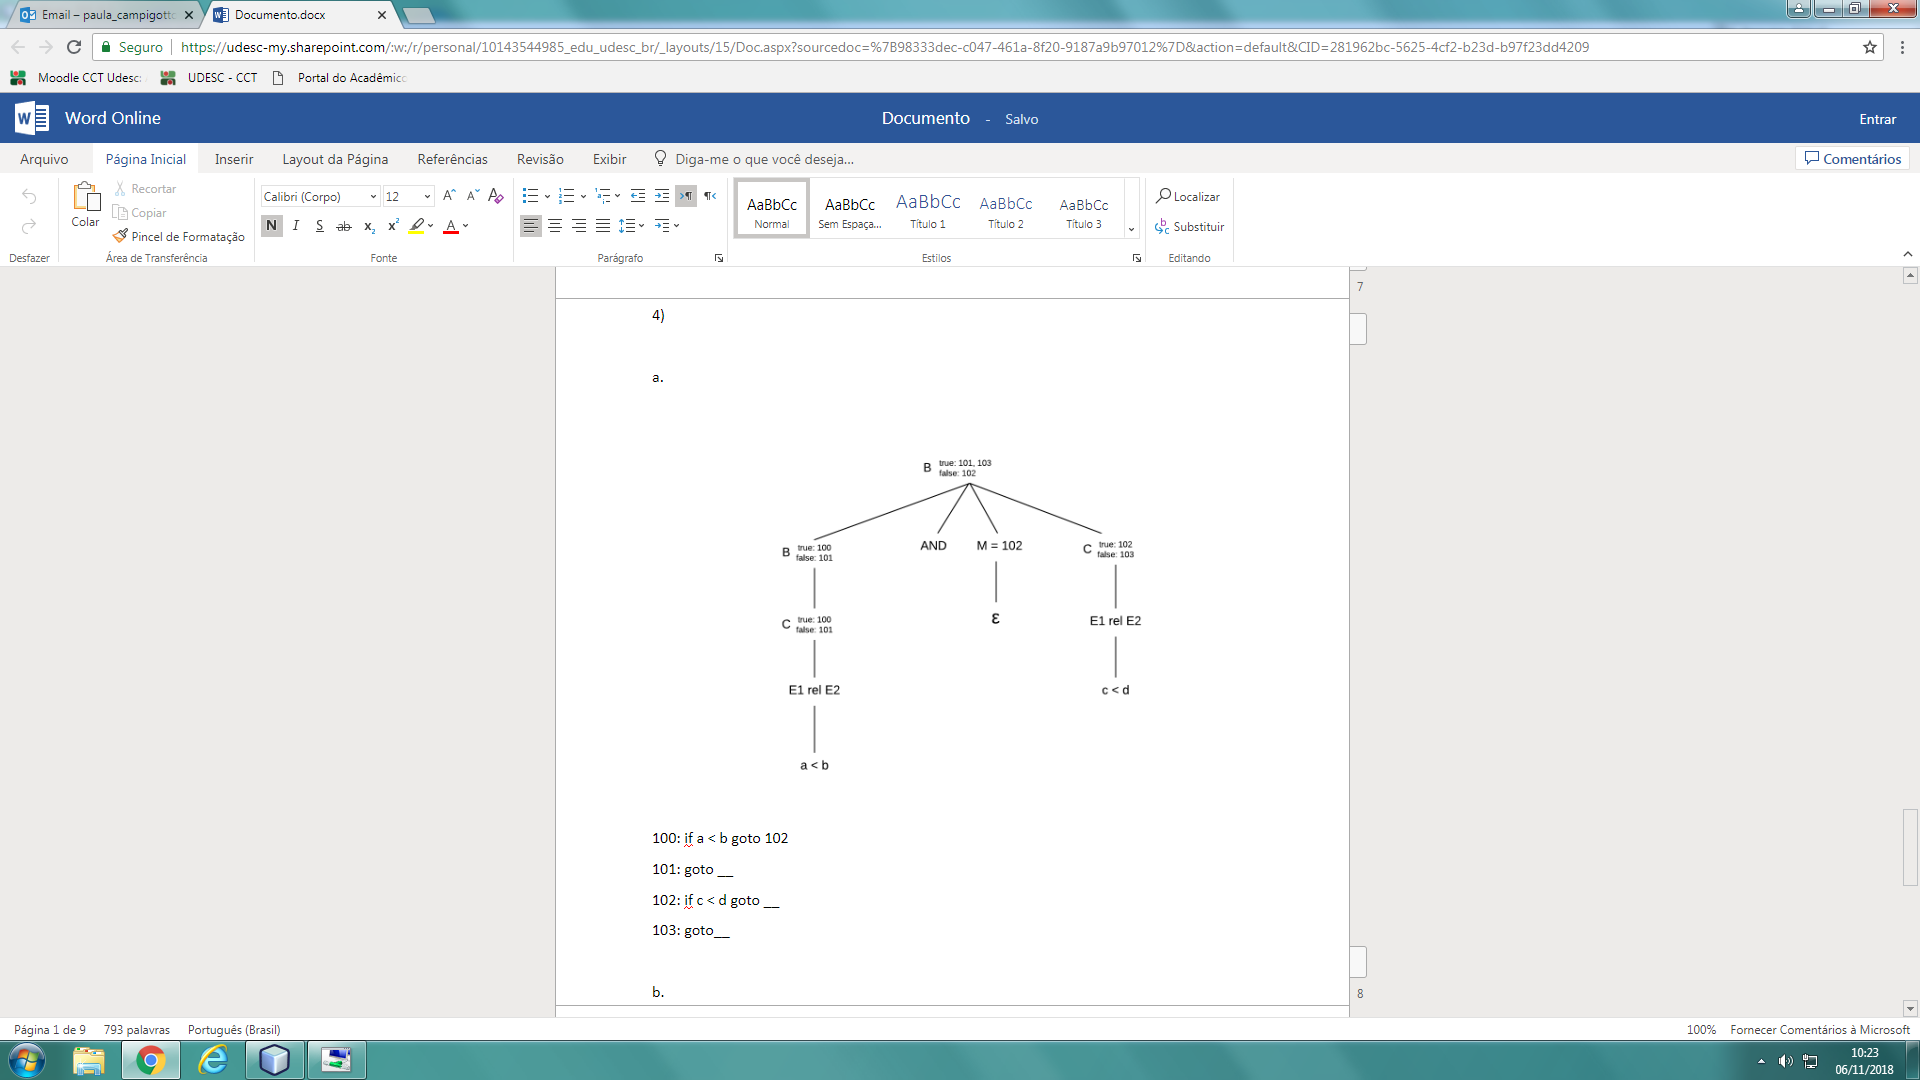 Email – paula_campigotto
Documento.docx
Seguro
https://udesc-my.sharepoint.com/:w:/r/personal/10143544985_edu_udesc_br/_layouts/15/Doc.aspx?sourcedoc=%7B98333dec-c047-461a-8f20-9187a9b97012%7D&action=default&CID=281962bc-5625-4cf2-b23d-b97f23dd4209
Moodle CCT Udesc:
UDESC - CCT
Portal do Acadêmic
Word Online
Documento - Salvo
Entrar
Arquivo
Página Inicial
Inserir
Layout da Página
Referências
Revisão
Exibir
Diga-me o que você deseja...
Comentários
Colar
Recortar
Copiar
Pincel de Formatação
Calibri (Corpo)
12
N I S ab x₂ x² A
AaBbCc
Normal
AaBbCc
Sem Espaça...
AaBbCc
Título 1
AaBbCc
Título 2
AaBbCc
Título 3
Localizar
Substituir
Desfazer
Área de Transferência
Fonte
Parágrafo
Estilos
Editando
7
4)
a.
B true: 101, 103
false: 102
B true: 100
false: 101
AND
M = 102
C true: 102
false: 103
C true: 100
false: 101
ε
E1 rel E2
E1 rel E2
c < d
a < b
100: if a < b goto 102
101: goto __
102: if c < d goto __
103: goto__
b.
8
Página 1 de 9
793 palavras
Português (Brasil)
100%
Fornecer Comentários à Microsoft
10:23
06/11/2018